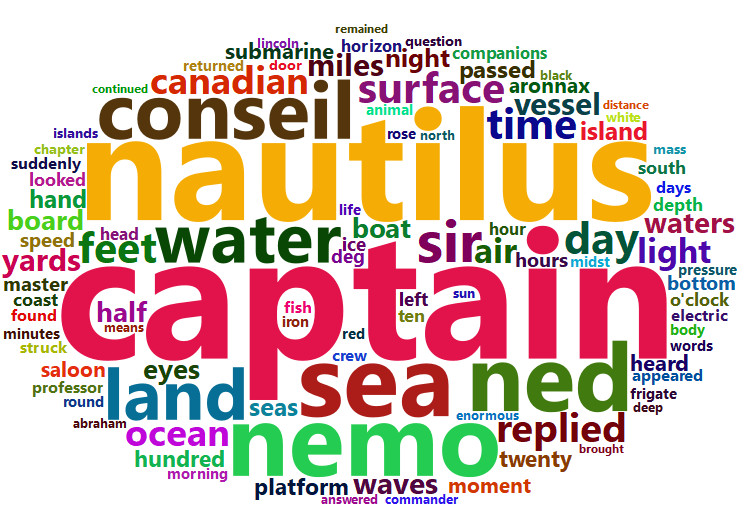 remained
lincoln
horizon
question
submarine
companions
returned
door
miles
night
passed
black
continued
canadian
surface
aronnax
conseil
animal
vessel
distance
white
islands
rose
north
time
island
chapter
nautilus
mass
suddenly
south
looked
days
hand
life
depth
board
head
boat
hour
waters
speed
feet
water
ice
sir
air
day
light
yards
deg
hours
midst
pressure
master
captain
bottom
coast
half
fish
left
sun
o'clock
found
means
iron
ten
electric
minutes
red
body
struck
crew
words
saloon
eyes
sea
ned
heard
professor
land
appeared
round
seas
frigate
abraham
enormous
deep
ocean
nemo
replied
hundred
brought
morning
twenty
platform
waves
moment
answered
commander